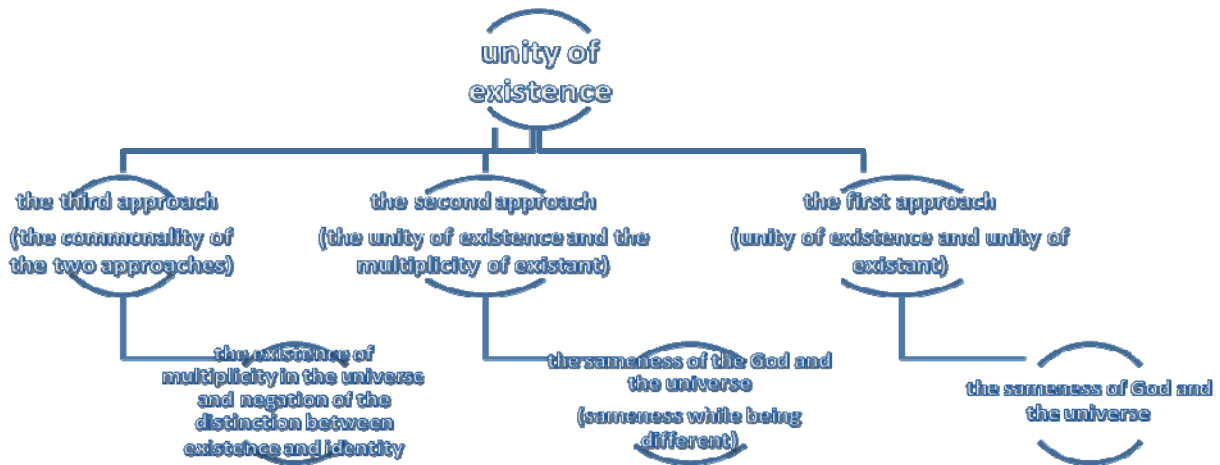 unity of
existence
the third approach
(the commonality of
the two approaches)
the second approach
(the unity of existence and the
multiplicity of existant)
the first approach
(unity of existence and unity of
existant)
the existence of
multiplicity in the universe
and negation of the
distinction between
existence and identity
the sameness of the God and
the universe
(sameness while being
different)
the sameness of God and
the universe